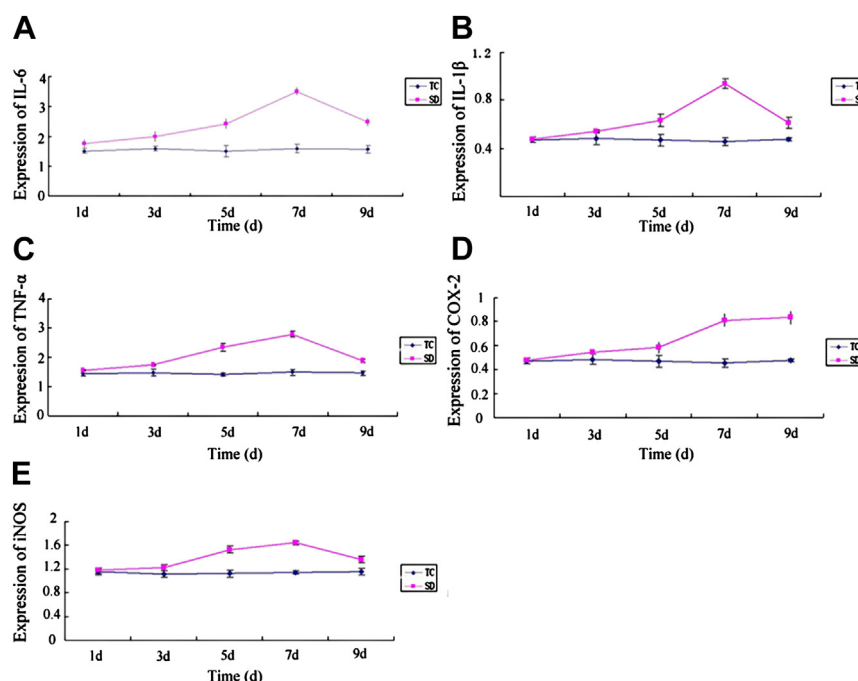 A
Expression of IL-6
4
3
2
1
0
1d 3d 5d 7d 9d
Time (d)
TC
SD
B
Expression of IL-1β
1.2
0.8
0.4
1d 3d 5d 7d 9d
Time (d)
T
S
C
Expression of TNF-α
4
3
2
1
0
1d 3d 5d 7d 9d
Time (d)
TC
SD
D
Expression of COX-2
1
0.8
0.6
0.4
0.2
0
1d 3d 5d 7d 9d
Time (d)
TC
SD
E
Expression of iNOS
2
1.6
1.2
0.8
0.4
0
1d 3d 5d 7d 9d
Time (d)
TC
SD